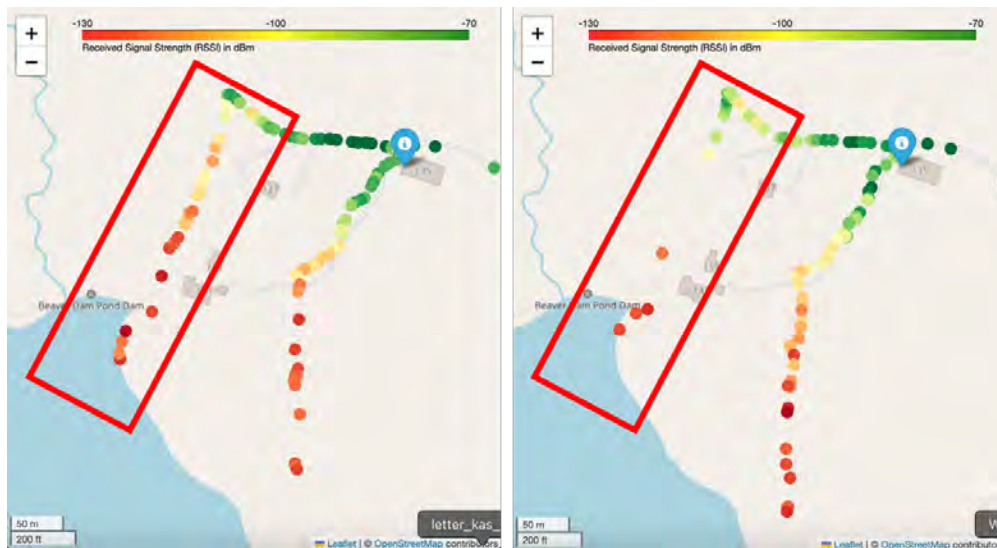 -130 -100 -70
Received Signal Strength (RSSI) in dBm
+
−
Beaver Dam Pond Dam
50 m
200 ft
letter_kas_
Leaflet | © OpenStreetMap contributors
-130 -100 -70
Received Signal Strength (RSSI) in dBm
+
−
Beaver Dam Pond Dam
50 m
200 ft
W
Leaflet | © OpenStreetMap contributors